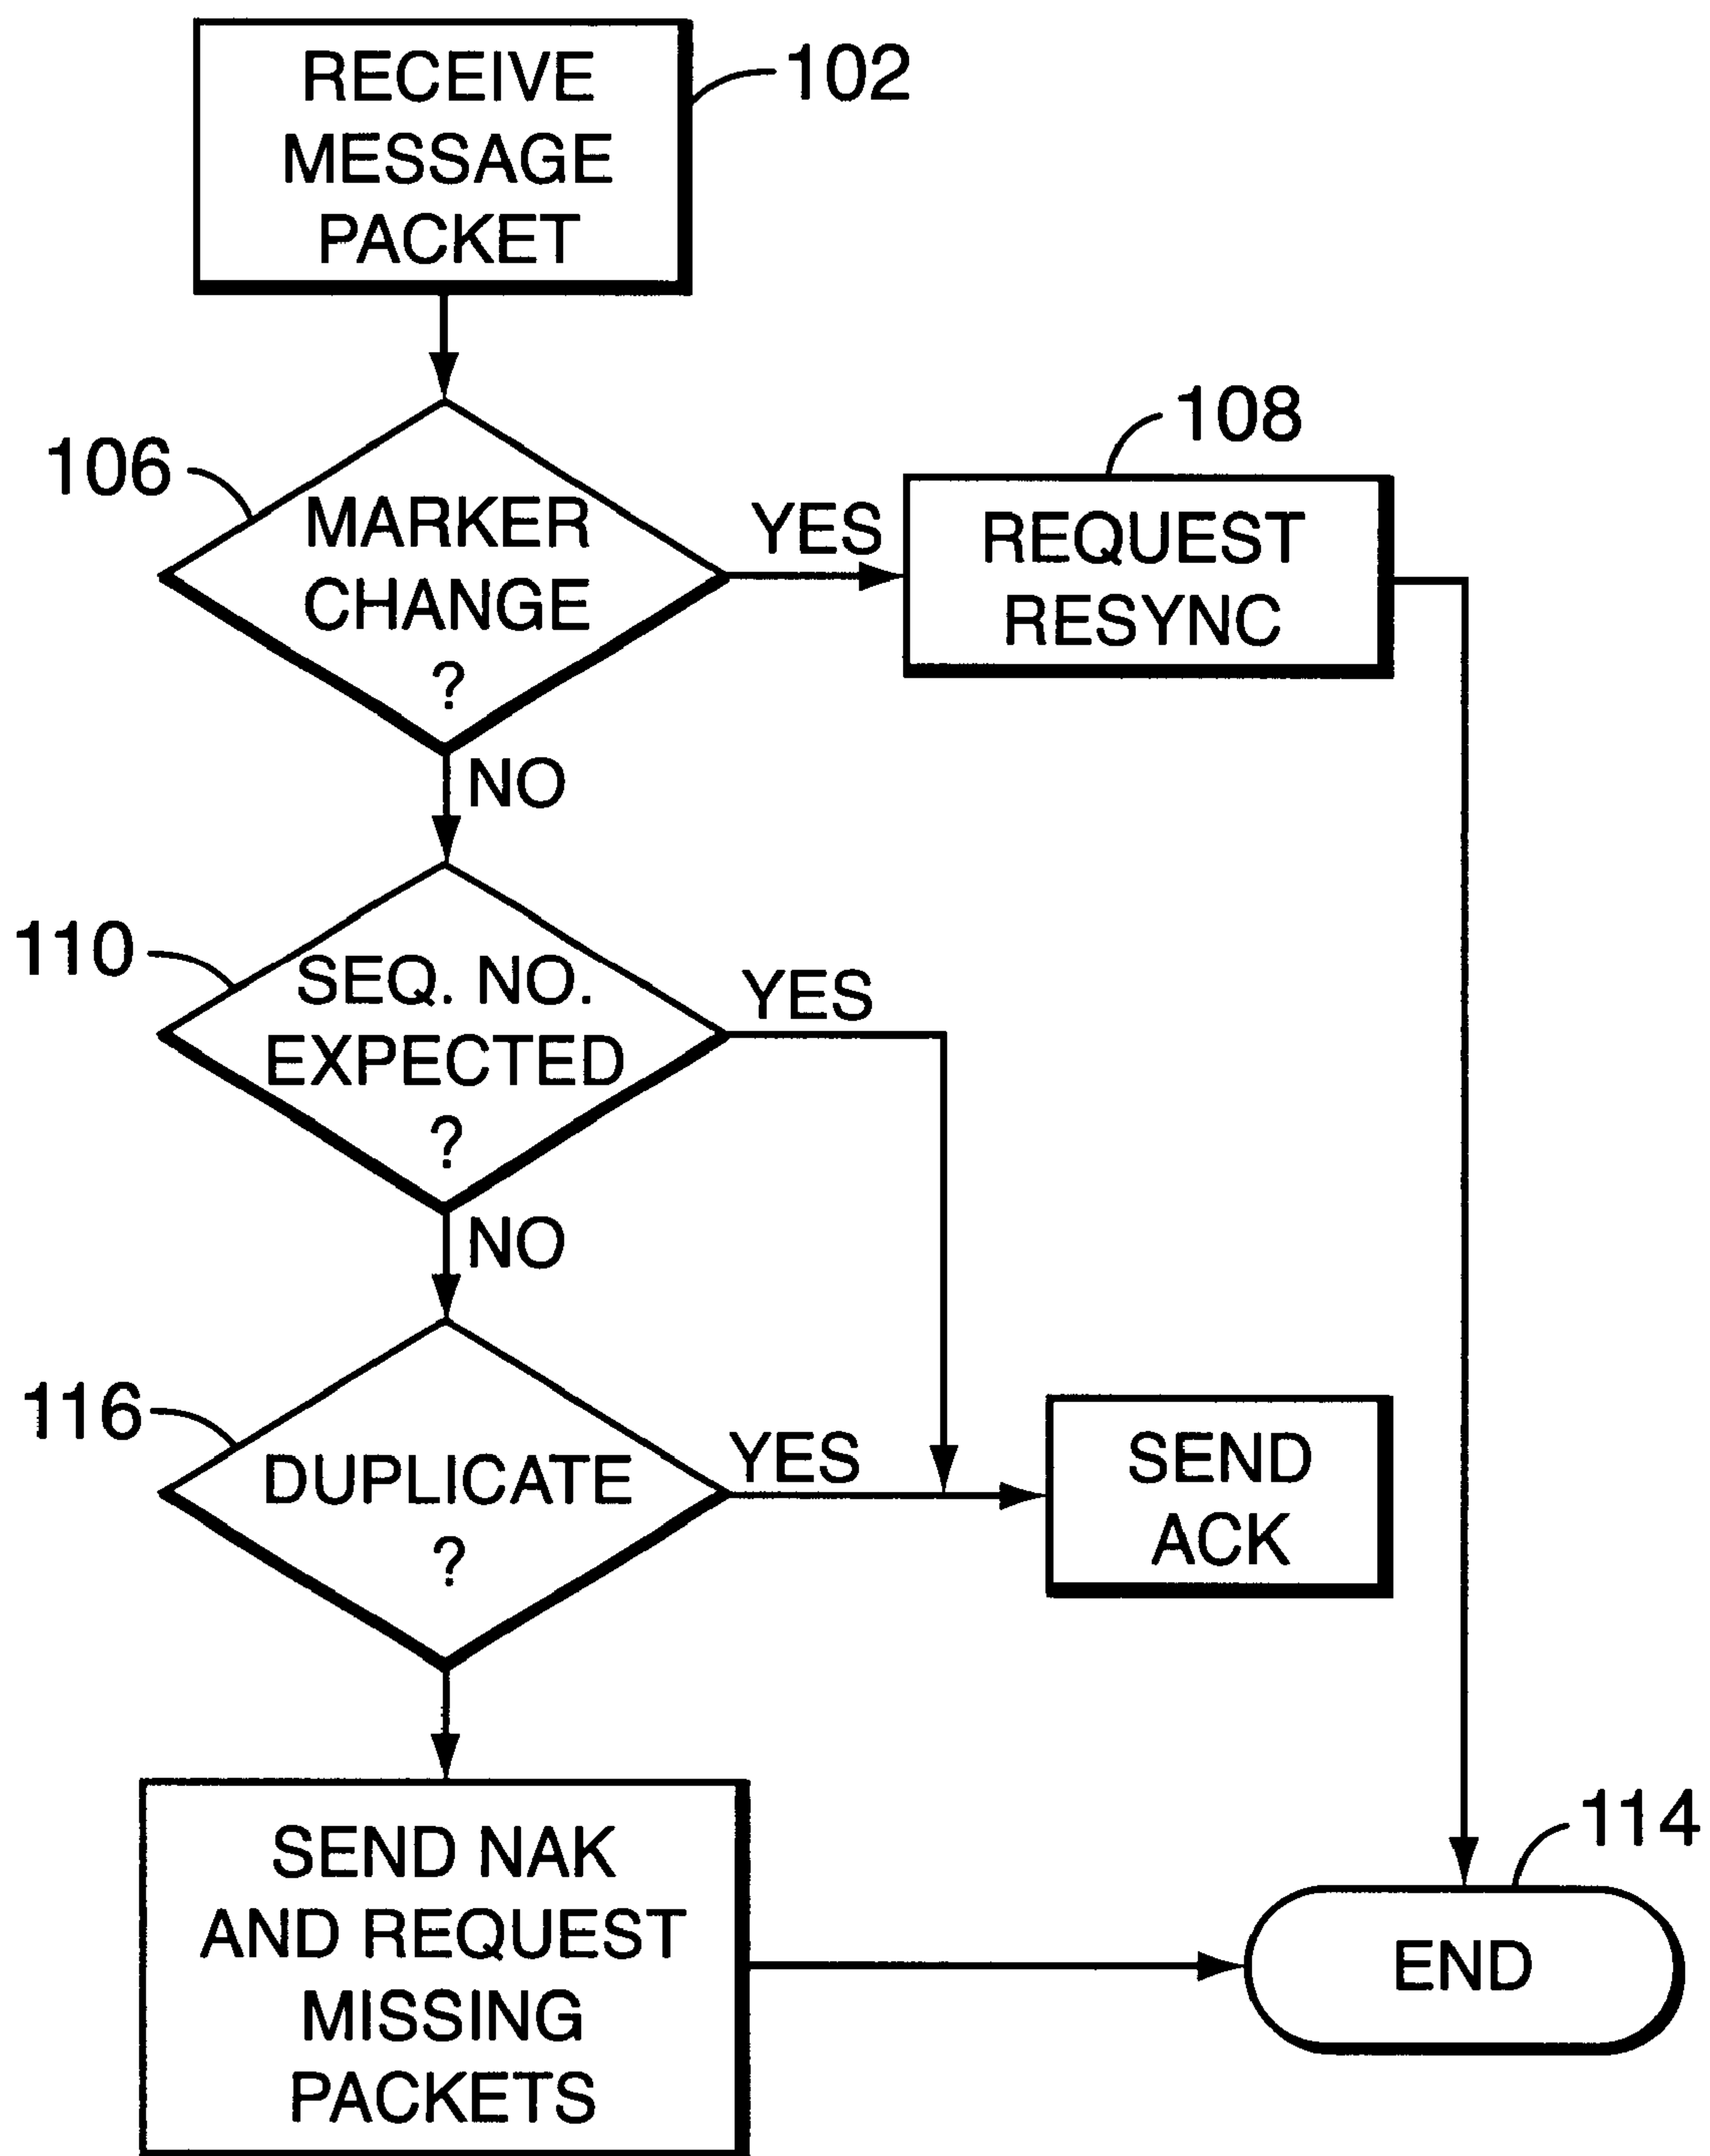 RECEIVE
MESSAGE
PACKET
102
106
MARKER
CHANGE
?
YES
108
REQUEST
RESYNC
NO
110
SEQ. NO.
EXPECTED
?
YES
NO
116
DUPLICATE
?
YES
SEND
ACK
SEND NAK
AND REQUEST
MISSING
PACKETS
114
END